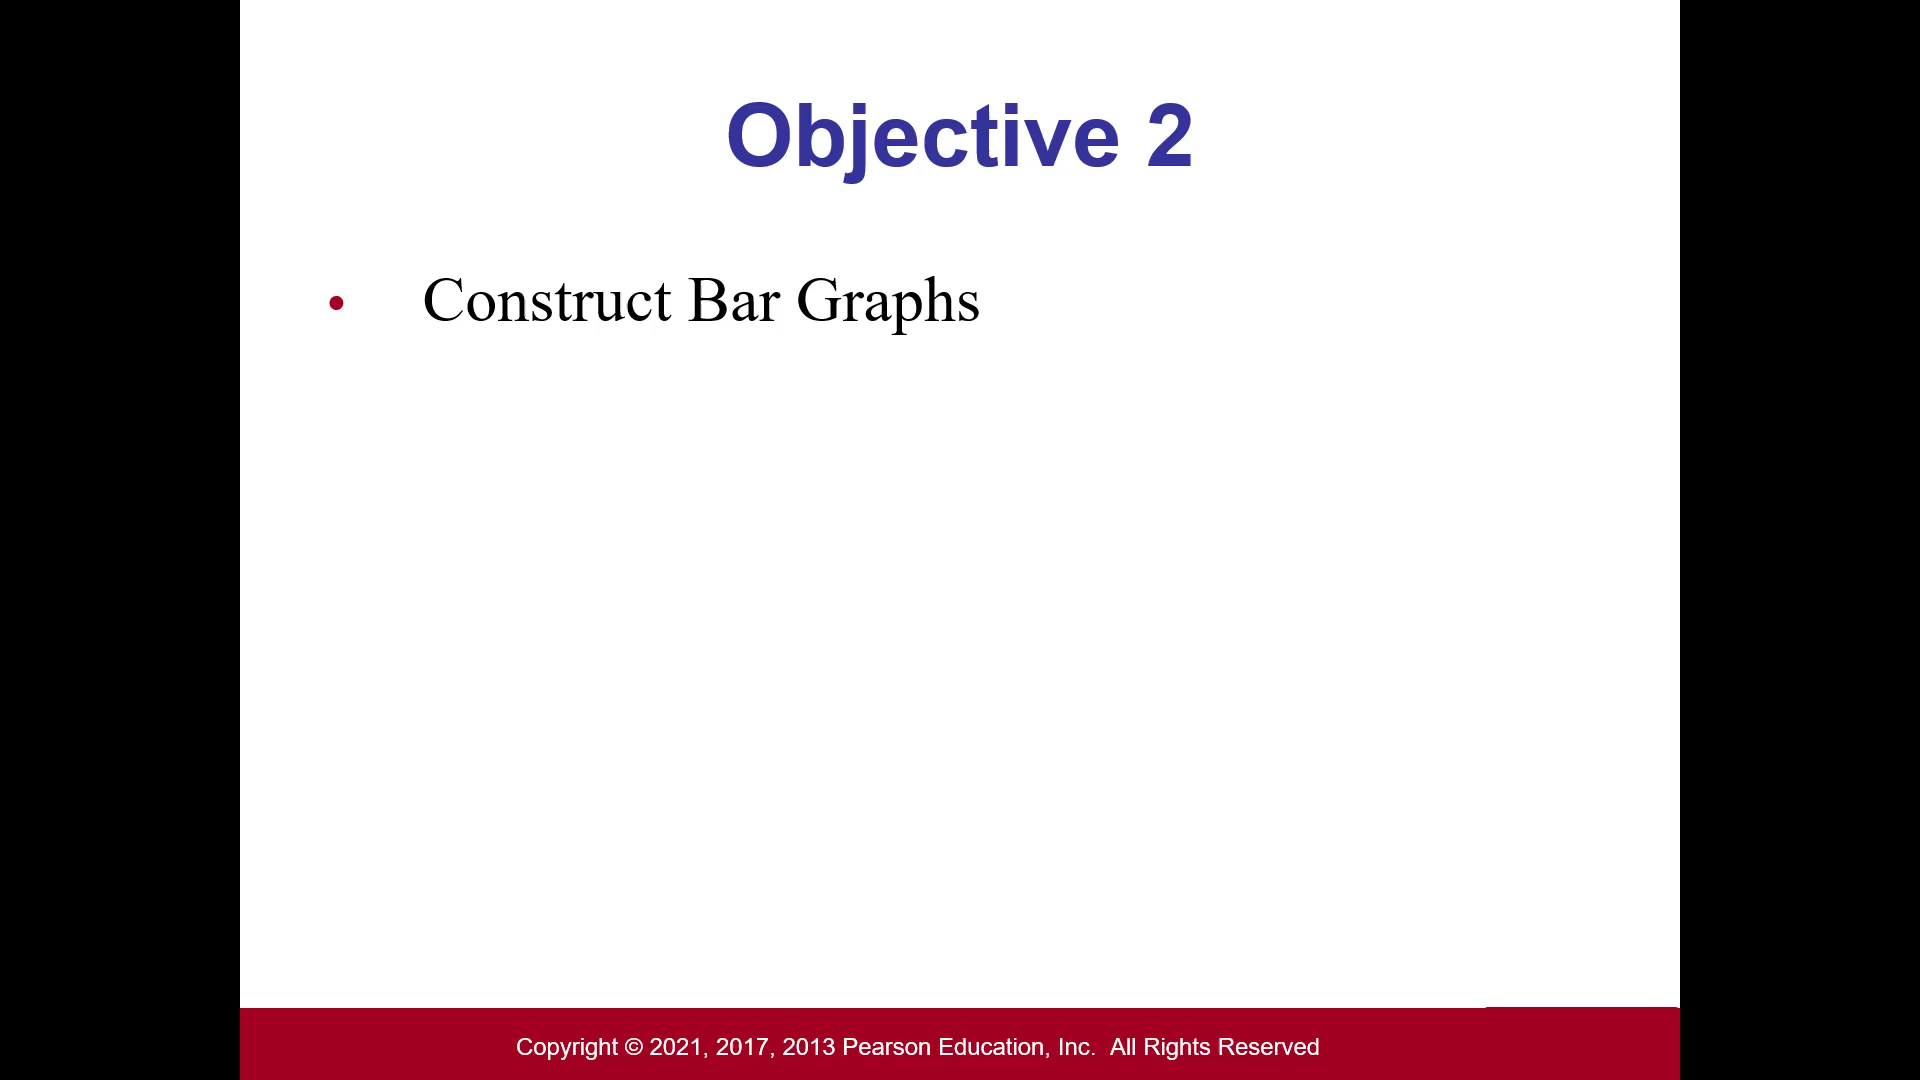 Objective 2
• Construct Bar Graphs
Copyright © 2021, 2017, 2013 Pearson Education, Inc.  All Rights Reserved